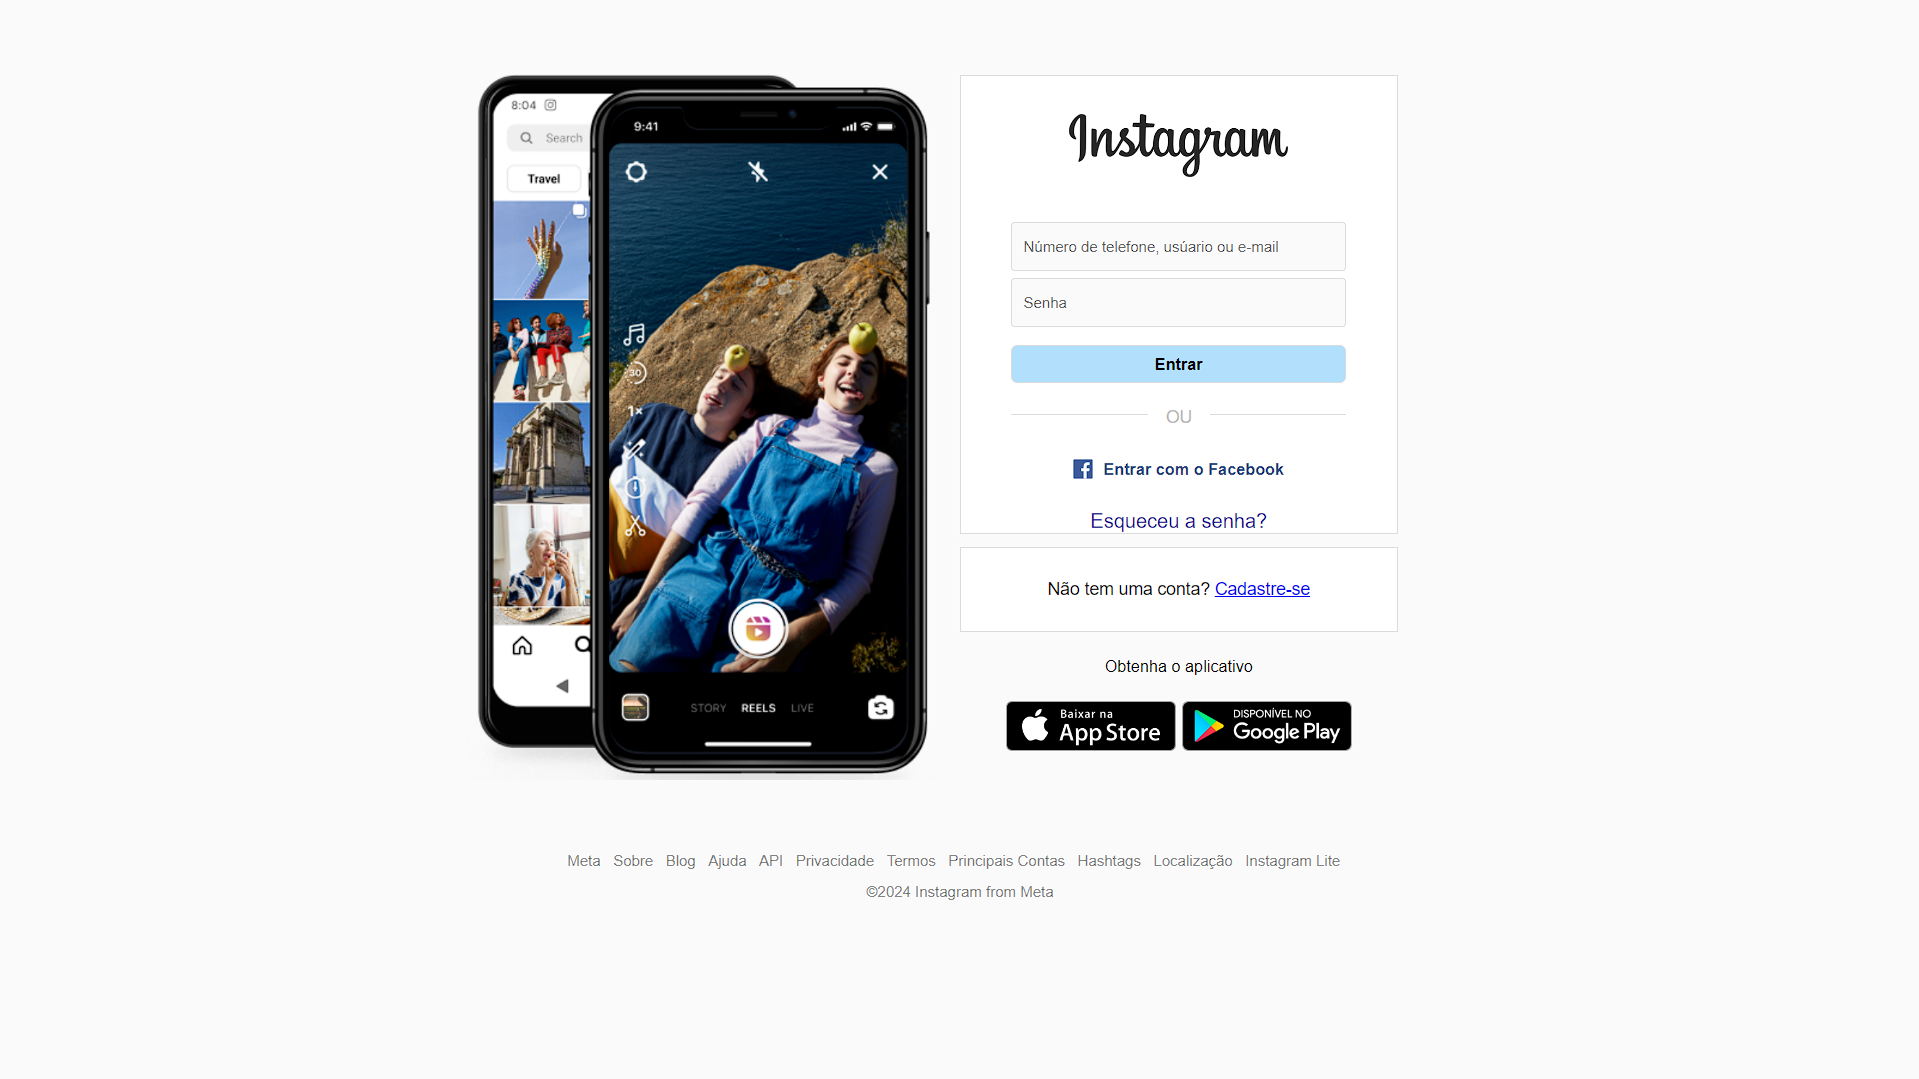 8:04
Search
Travel
9:41
30
1×
STORY REELS LIVE
Instagram
Número de telefone, usúario ou e-mail
Senha
Entrar
OU
Entrar com o Facebook
Esqueceu a senha?
Não tem uma conta? Cadastre-se
Obtenha o aplicativo
Baixar na
App Store
DISPONÍVEL NO
Google Play
Meta Sobre Blog Ajuda API Privacidade Termos Principais Contas Hashtags Localização Instagram Lite
©2024 Instagram from Meta